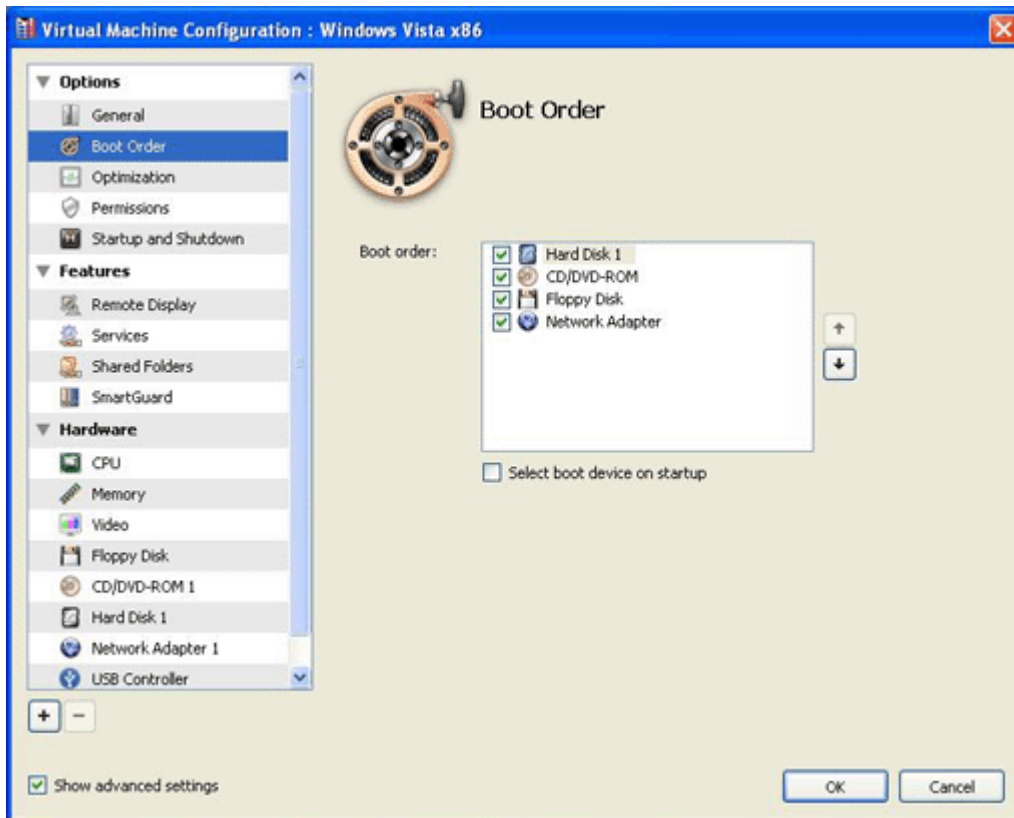 Virtual Machine Configuration : Windows Vista x86
Options
General
Boot Order
Optimization
Permissions
Startup and Shutdown
Features
Remote Display
Services
Shared Folders
SmartGuard
Hardware
CPU
Memory
Video
Floppy Disk
CD/DVD-ROM 1
Hard Disk 1
Network Adapter 1
USB Controller
Show advanced settings
Boot Order
Boot order:
Hard Disk 1
CD/DVD-ROM
Floppy Disk
Network Adapter
Select boot device on startup
OK
Cancel